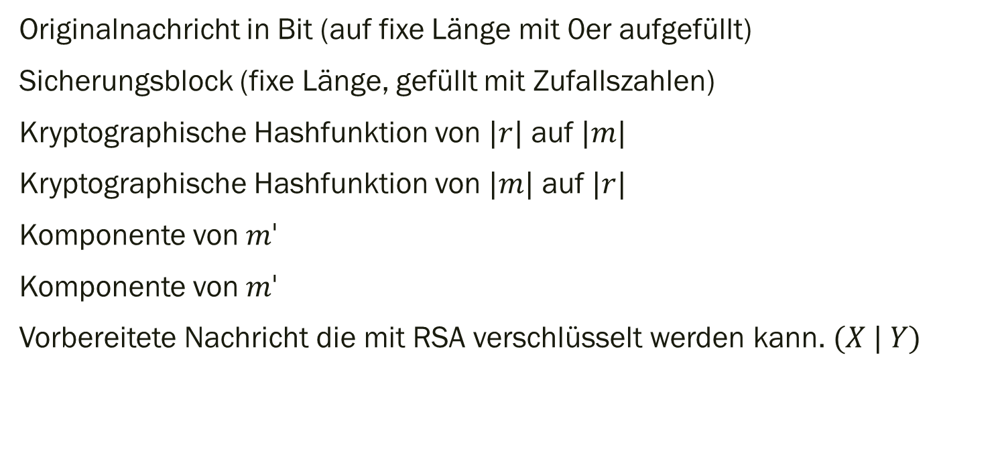 Originalnachricht in Bit (auf fixe Länge mit 0er aufgefüllt)
Sicherungsblock (fixe Länge, gefüllt mit Zufallszahlen)
Kryptographische Hashfunktion von |r| auf |m|
Kryptographische Hashfunktion von |m| auf |r|
Komponente von m'
Komponente von m'
Vorbereitete Nachricht die mit RSA verschlüsselt werden kann. (X | Y)